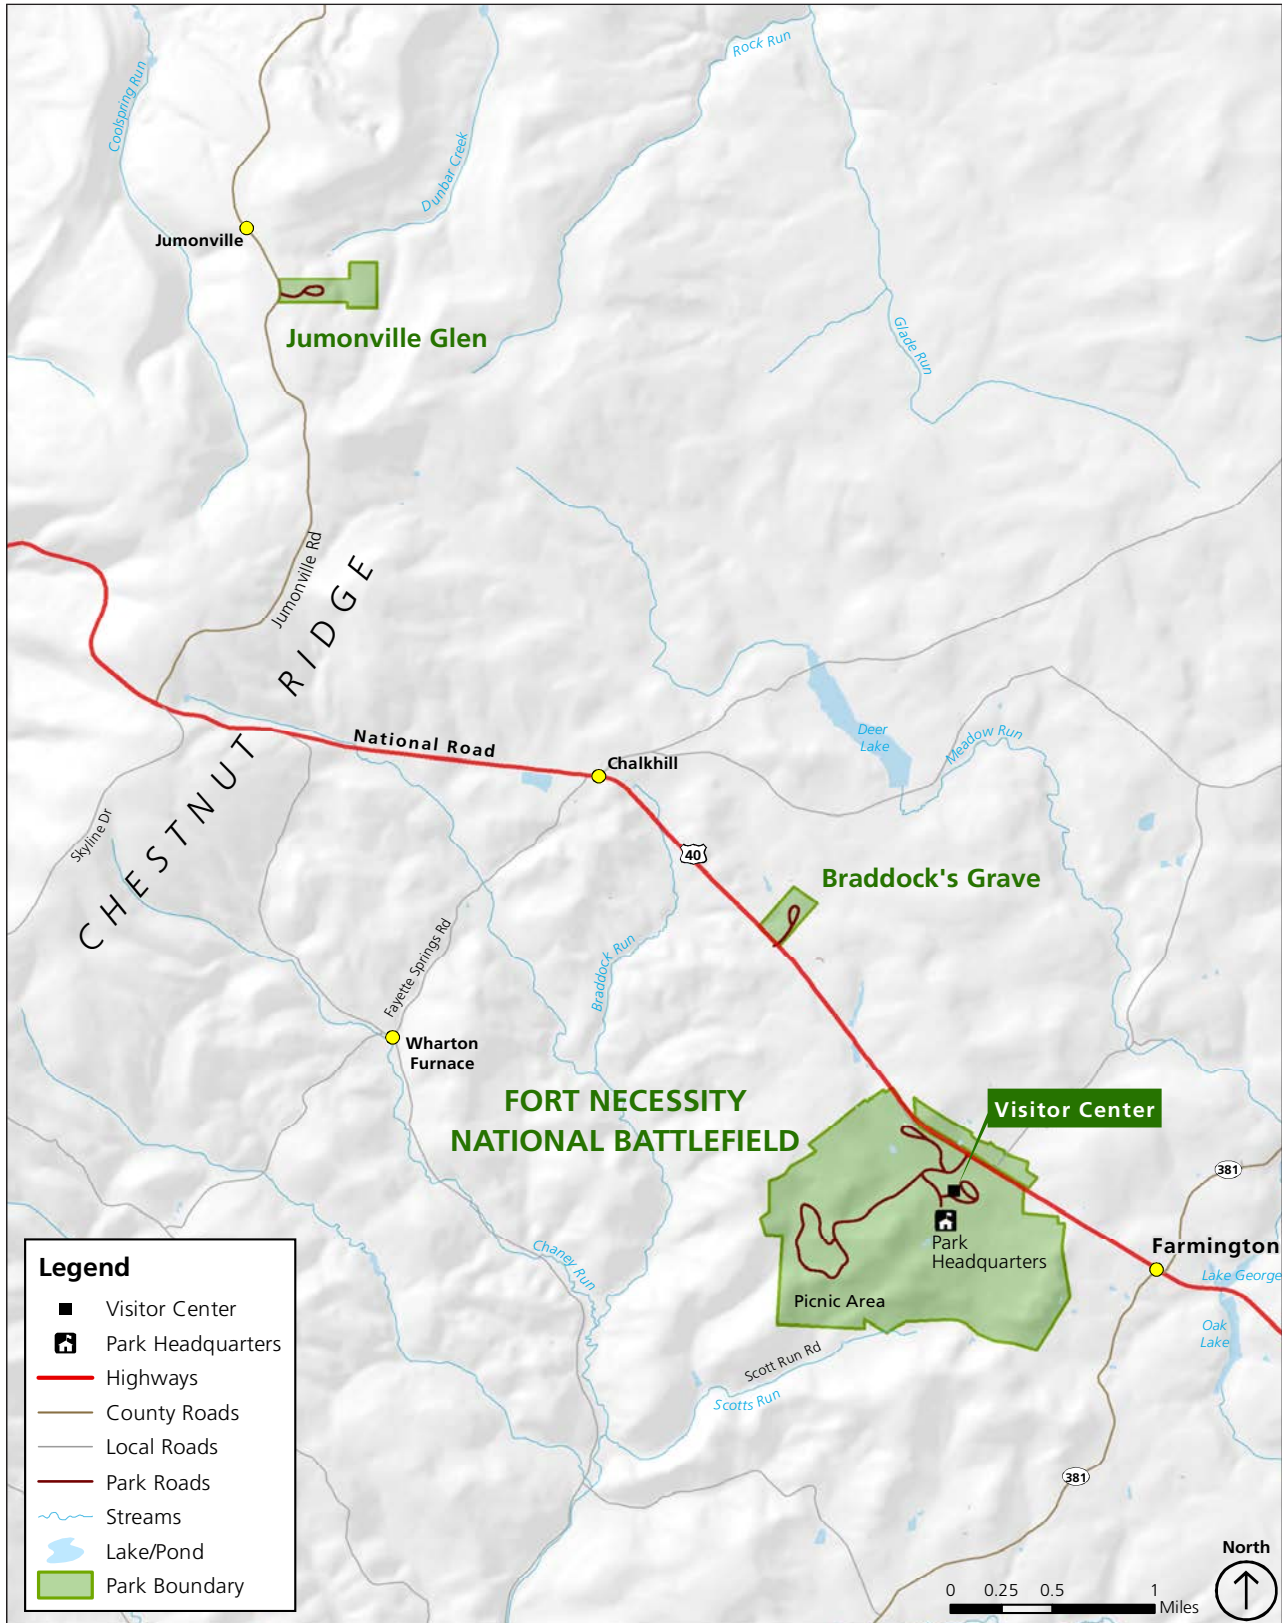 Rock Run
Coolspring Run
Dunbar Creek
Jumonville
Jumonville Glen
Glade Run
Jumonville Rd
CHESTNUT RIDGE
National Road
Deer
Lake
Meadow Run
Chalkhill
Skyline Dr
40
Braddock's Grave
Fayette Springs Rd
Braddock Run
Wharton
Furnace
FORT NECESSITY
NATIONAL BATTLEFIELD
Visitor Center
381
Park
Headquarters
Farmington
Lake George
Chaney Run
Picnic Area
Oak
Lake
Scott Run Rd
Scotts Run
381
Legend
Visitor Center
Park Headquarters
Highways
County Roads
Local Roads
Park Roads
Streams
Lake/Pond
Park Boundary
North
0 0.25 0.5 1
Miles